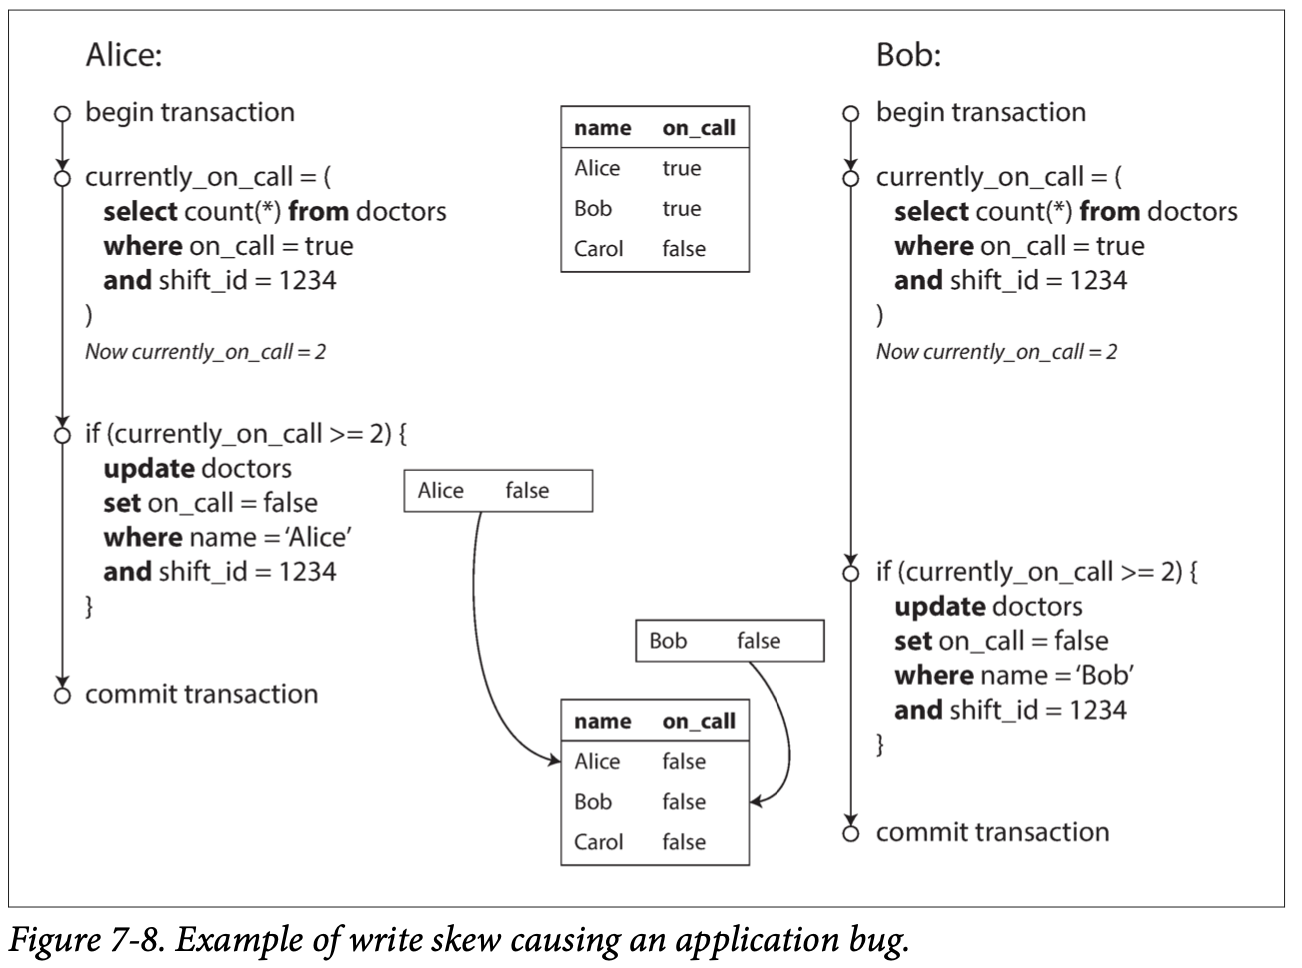 Alice:
begin transaction
currently_on_call = (
select count(*) from doctors
where on_call = true
and shift_id = 1234
)
Now currently_on_call = 2
if (currently_on_call >= 2) {
update doctors
set on_call = false
where name = ‘Alice’
and shift_id = 1234
}
commit transaction
name on_call
Alice true
Bob true
Carol false
Alice false
Bob false
name on_call
Alice false
Bob false
Carol false
Bob:
begin transaction
currently_on_call = (
select count(*) from doctors
where on_call = true
and shift_id = 1234
)
Now currently_on_call = 2
if (currently_on_call >= 2) {
update doctors
set on_call = false
where name = ‘Bob’
and shift_id = 1234
}
commit transaction
Figure 7-8. Example of write skew causing an application bug.